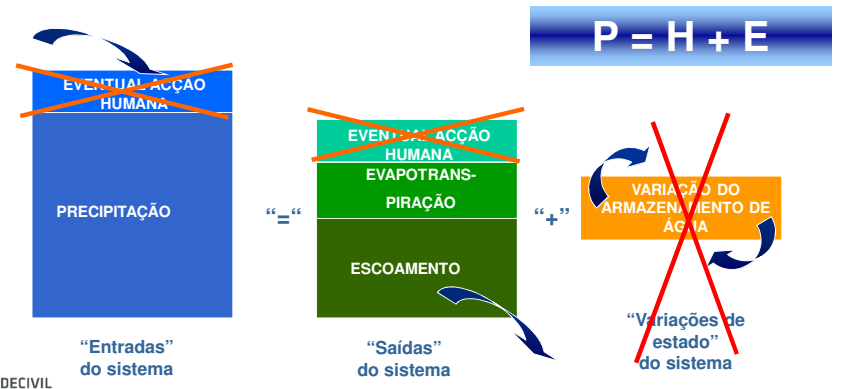 P = H + E
EVENTUAL ACÇÃO
HUMANA
PRECIPITAÇÃO
“=“
EVENTUAL ACÇÃO
HUMANA
EVAPOTRANS-
PIRAÇÃO
ESCOAMENTO
“+”
VARIAÇÃO DO
ARMAZENAMENTO DE
ÁGUA
“Entradas”
do sistema
“Saídas”
do sistema
“Variações de
estado”
do sistema
DECIVIL